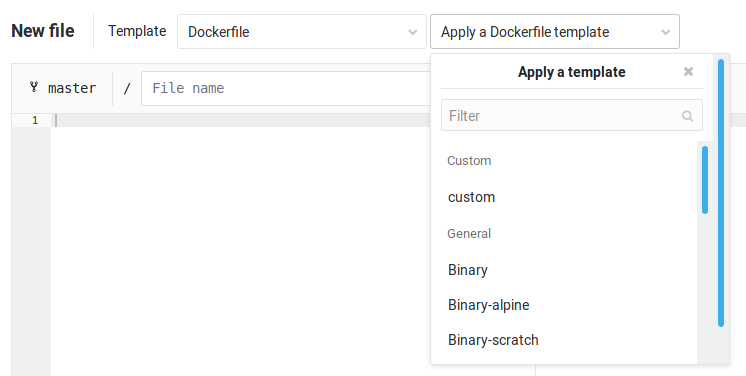 New file Template Dockerfile Apply a Dockerfile template
Apply a template
master / File name
Filter
1
Custom
custom
General
Binary
Binary-alpine
Binary-scratch